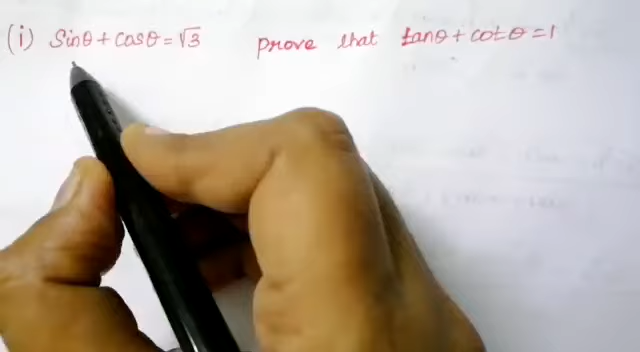 (i) Sinθ + cosθ = √3 prove that tanθ + cotθ = 1